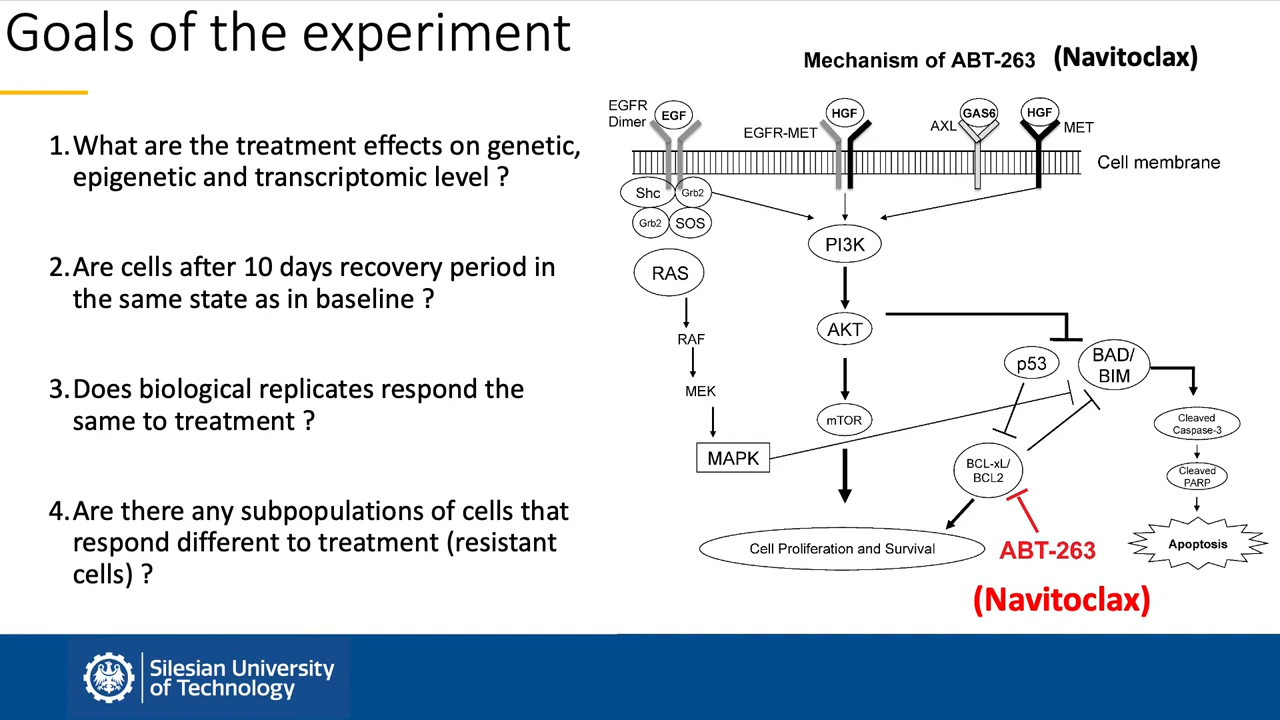 Goals of the experiment
1. What are the treatment effects on genetic,
epigenetic and transcriptomic level ?
2. Are cells after 10 days recovery period in
the same state as in baseline ?
3. Does biological replicates respond the
same to treatment ?
4. Are there any subpopulations of cells that
respond different to treatment (resistant
cells) ?
Mechanism of ABT-263 (Navitoclax)
EGFR
Dimer
EGF
EGFR-MET
HGF
AXL
GAS6
HGF
MET
Cell membrane
Shc
Grb2
Grb2
SOS
PI3K
RAS
AKT
RAF
p53
BAD/
BIM
MEK
mTOR
Cleaved
Caspase-3
MAPK
BCL-xL/
BCL2
Cleaved
PARP
Cell Proliferation and Survival
ABT-263
Apoptosis
(Navitoclax)
Silesian University
of Technology